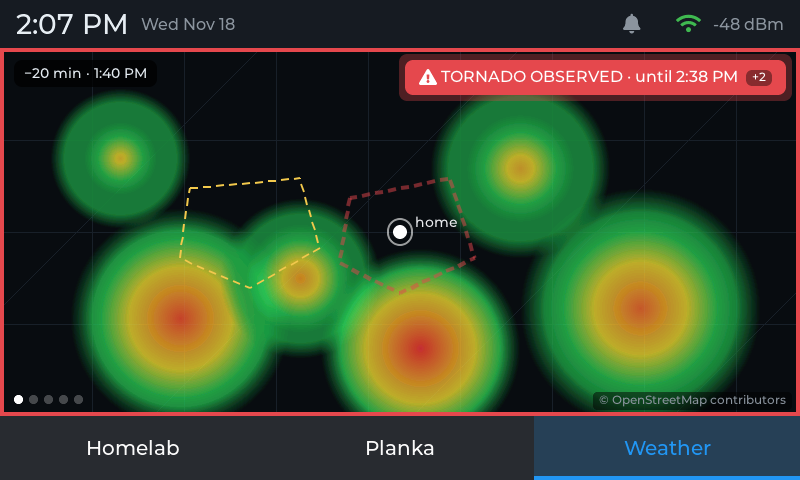 2:07 PM Wed Nov 18
-48 dBm
−20 min · 1:40 PM
TORNADO OBSERVED · until 2:38 PM +2
home
© OpenStreetMap contributors
Homelab Planka Weather